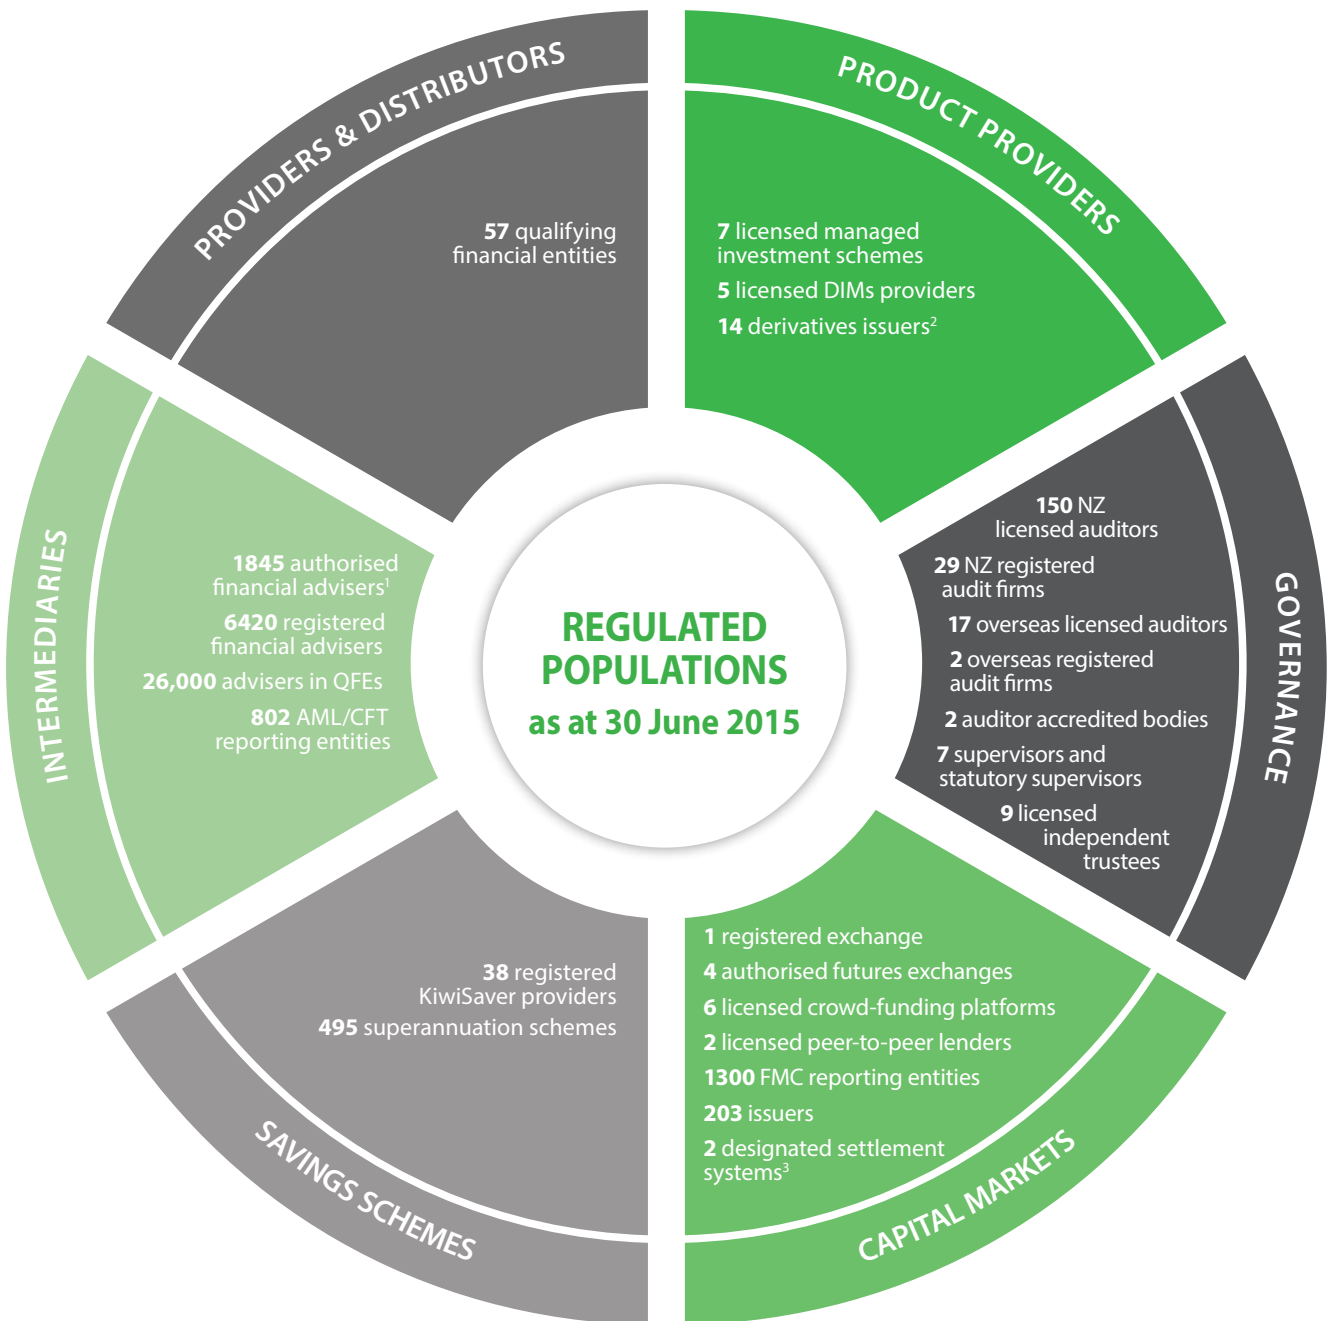 PROVIDERS & DISTRIBUTORS
57 qualifying
financial entities
PRODUCT PROVIDERS
7 licensed managed
investment schemes
5 licensed DIMs providers
14 derivatives issuers²
GOVERNANCE
150 NZ
licensed auditors
29 NZ registered
audit firms
17 overseas licensed auditors
2 overseas registered
audit firms
2 auditor accredited bodies
7 supervisors and
statutory supervisors
9 licensed
independent
trustees
CAPITAL MARKETS
1 registered exchange
4 authorised futures exchanges
6 licensed crowd-funding platforms
2 licensed peer-to-peer lenders
1300 FMC reporting entities
203 issuers
2 designated settlement
systems³
SAVINGS SCHEMES
38 registered
KiwiSaver providers
495 superannuation schemes
INTERMEDIARIES
1845 authorised
financial advisers¹
6420 registered
financial advisers
26,000 advisers in QFEs
802 AML/CFT
reporting entities
REGULATED
POPULATIONS
as at 30 June 2015